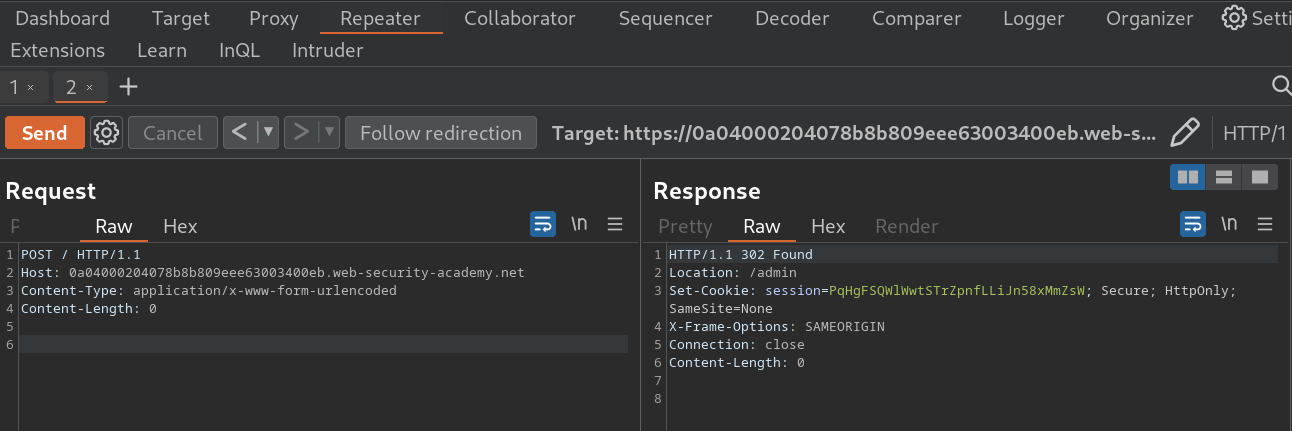 Dashboard Target Proxy Repeater Collaborator Sequencer Decoder Comparer Logger Organizer Setti
Extensions Learn InQL Intruder
1 × 2 × +
Send Cancel < ▼ > ▼ Follow redirection Target: https://0a04000204078b8b809eee63003400eb.web-s... HTTP/1
Request
P Raw Hex \n
1 POST / HTTP/1.1
2 Host: 0a04000204078b8b809eee63003400eb.web-security-academy.net
3 Content-Type: application/x-www-form-urlencoded
4 Content-Length: 0
5
6
Response
Pretty Raw Hex Render \n
1 HTTP/1.1 302 Found
2 Location: /admin
3 Set-Cookie: session=PqHgFSQWlWwtSTrZpnfLLiJn58xMmZsW; Secure; HttpOnly;
SameSite=None
4 X-Frame-Options: SAMEORIGIN
5 Connection: close
6 Content-Length: 0
7
8